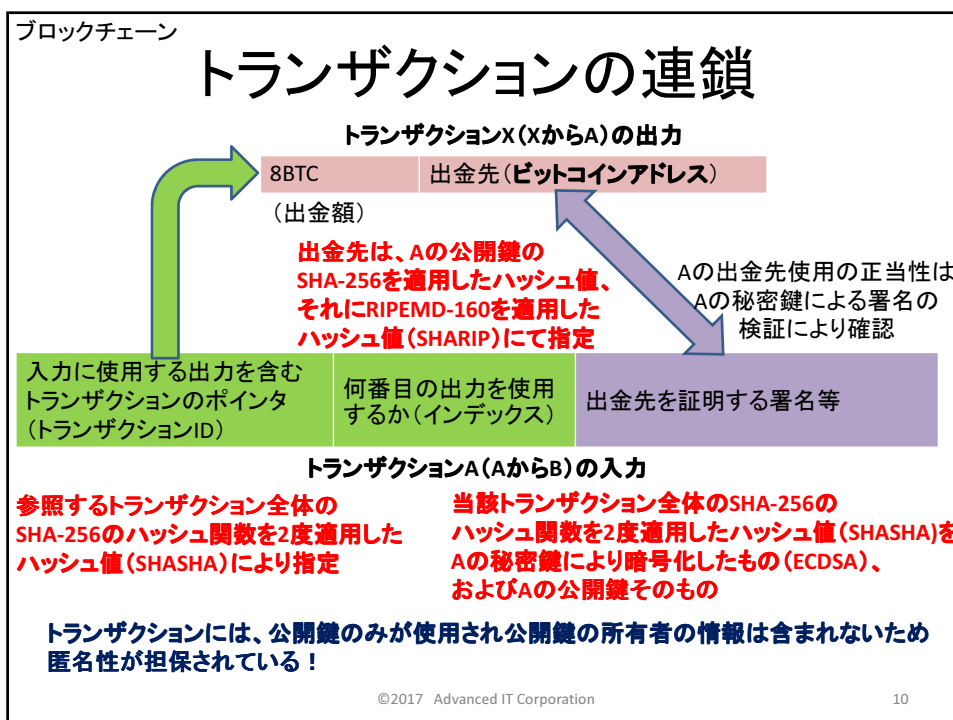 ブロックチェーン
トランザクションの連鎖
トランザクションX(XからA)の出力
8BTC
出金先(ビットコインアドレス)
(出金額)
出金先は、Aの公開鍵の
SHA-256を適用したハッシュ値、
それにRIPEMD-160を適用した
ハッシュ値(SHARIP)にて指定
Aの出金先使用の正当性は
Aの秘密鍵による署名の
検証により確認
入力に使用する出力を含む
トランザクションのポインタ
(トランザクションID)
何番目の出力を使用
するか(インデックス)
出金先を証明する署名等
トランザクションA(AからB)の入力
参照するトランザクション全体の
SHA-256のハッシュ関数を2度適用した
ハッシュ値(SHASHA)により指定
当該トランザクション全体のSHA-256の
ハッシュ関数を2度適用したハッシュ値(SHASHA)を
Aの秘密鍵により暗号化したもの(ECDSA)、
およびAの公開鍵そのもの
トランザクションには、公開鍵のみが使用され公開鍵の所有者の情報は含まれないため
匿名性が担保されている!
©2017 Advanced IT Corporation
10